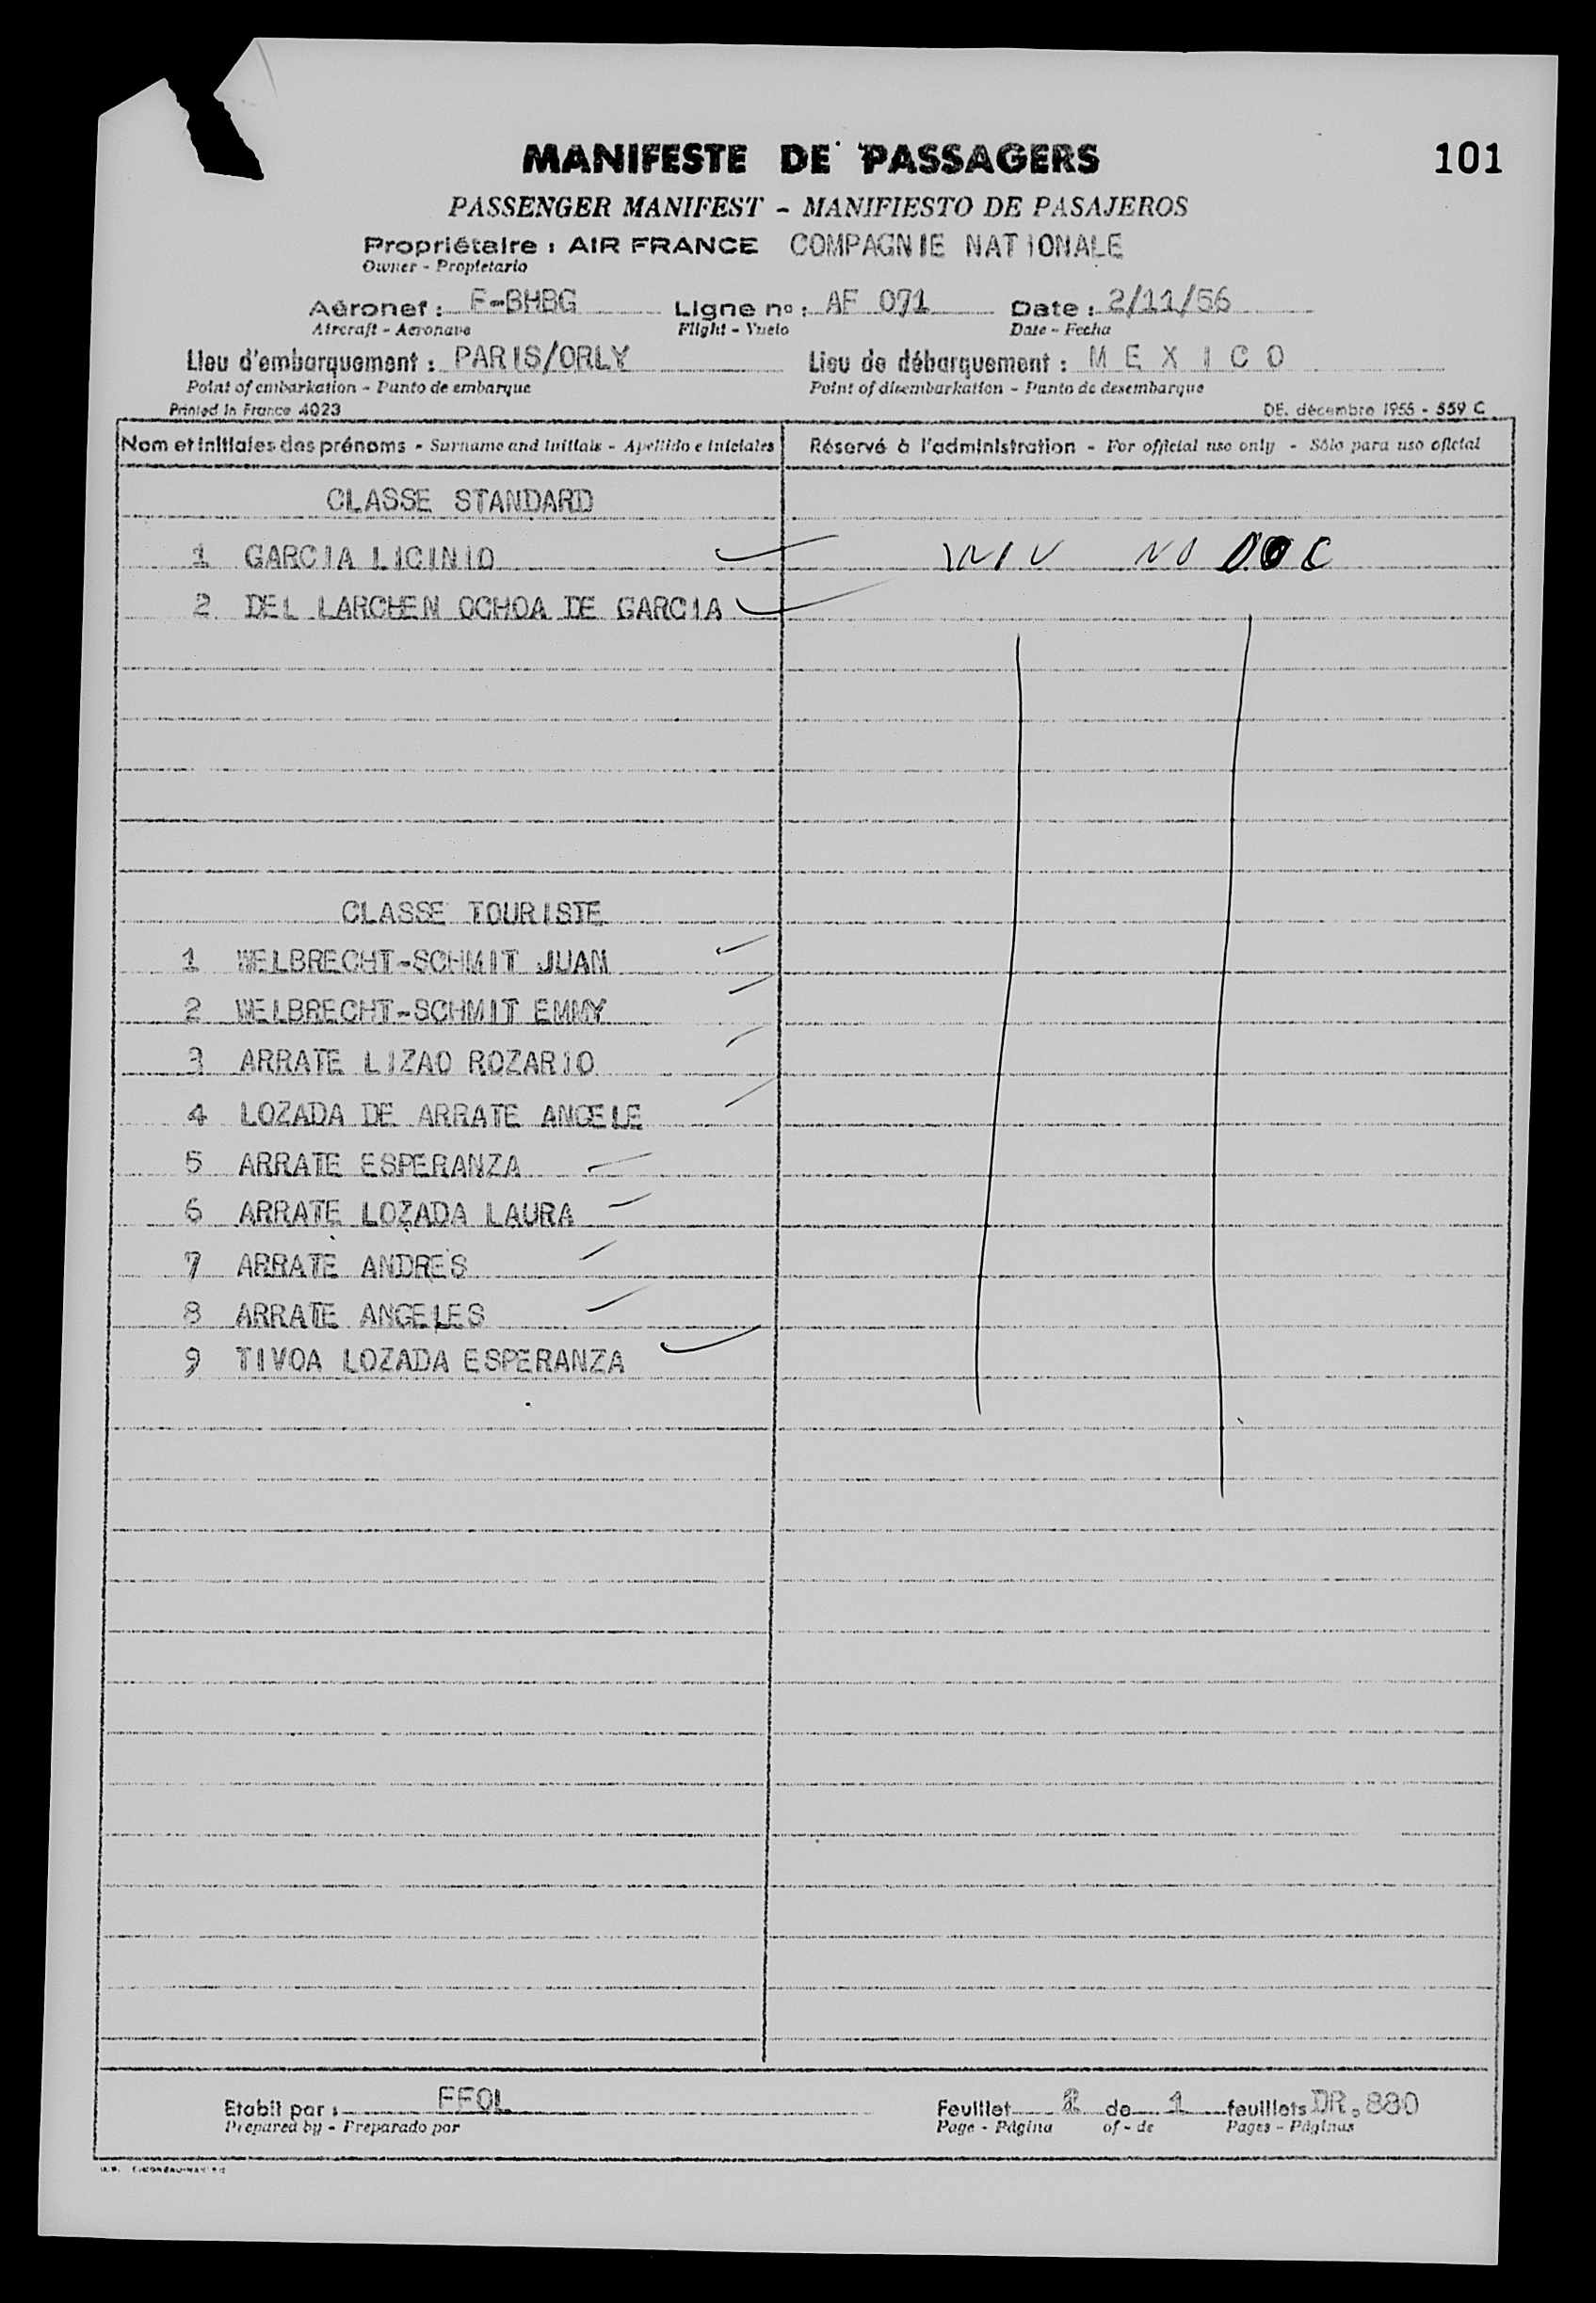 MANIFESTE DE PASSAGERS 101
PASSENGER MANIFEST - MANIFIESTO DE PASAJEROS
Propriétaire : AIR FRANCE COMPAGNIE NATIONALE
Owner - Propietario
Aéronef : F-BHBG Ligne no : AF 071 Date : 2/11/56
Aircraft - Aeronave Flight - Vuelo Date - Fecha
Lieu d'embarquement : PARIS/ORLY Lieu de débarquement : MEXICO
Point of embarkation - Punto de embarque Point of disembarkation - Punto de desembarque
Printed in France 4023 DE. décembre 1955 - 559 C
Nom et initiales des prénoms - Surname and initials - Apellido e iniciales Réservé à l'administration - For official use only - Sólo para uso oficial
CLASSE STANDARD
1 GARCIA LICINIO NO DOC
2 DEL LARCHEN OCHOA DE GARCIA
CLASSE TOURISTE
1 WELBRECHT-SCHMIT JUAN
2 WELBRECHT-SCHMIT EMMY
3 ARRATE LIZAO ROZARIO
4 LOZADA DE ARRATE ANGELE
5 ARRATE ESPERANZA
6 ARRATE LOZADA LAURA
7 ARRATE ANDRES
8 ARRATE ANGELES
9 TIVOA LOZADA ESPERANZA
Etabli par : FFOL Feuillet de 1 feuillets DR.880
Prepared by - Preparado por Page - Página of - de Pages - Páginas